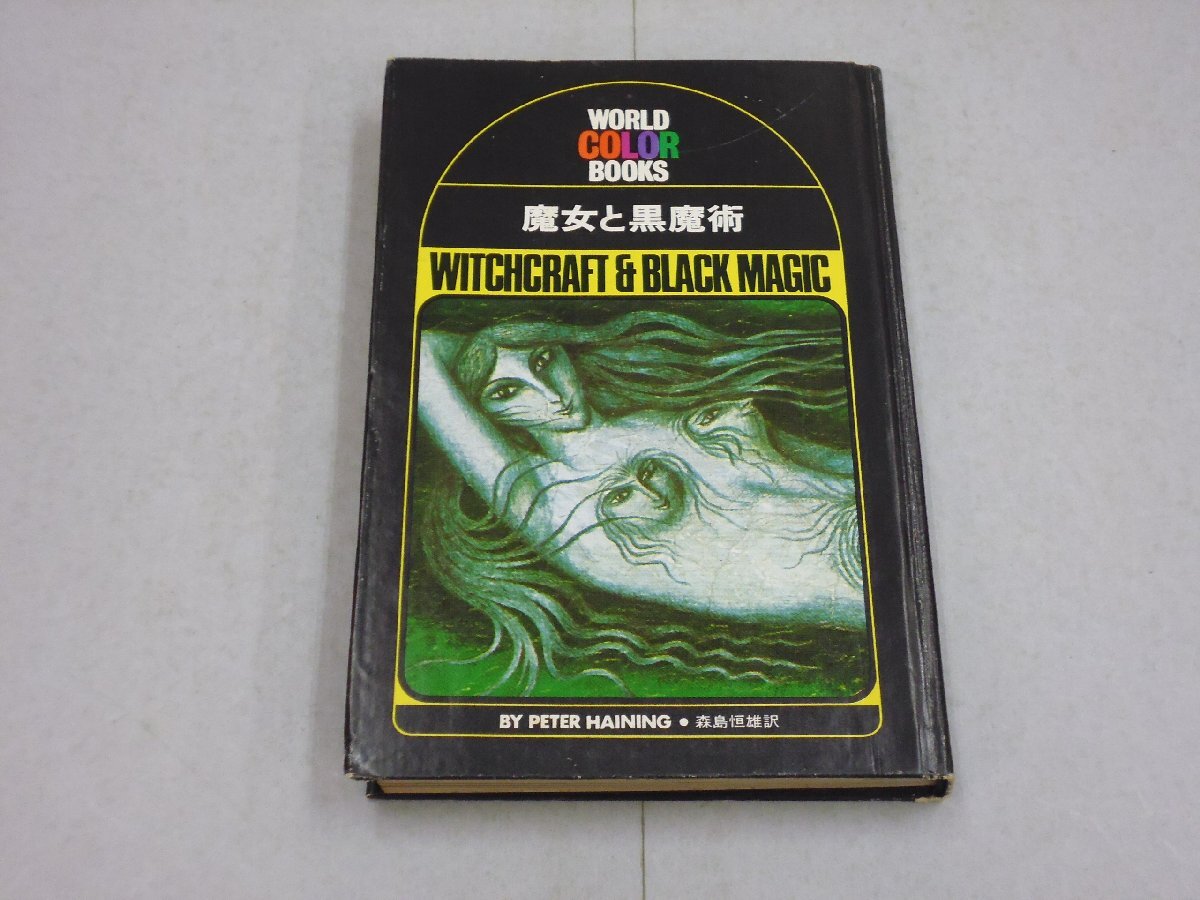 WORLD
COLOR
BOOKS
魔女と黒魔術
WITCHCRAFT & BLACK MAGIC
BY PETER HAINING • 森島恒雄訳